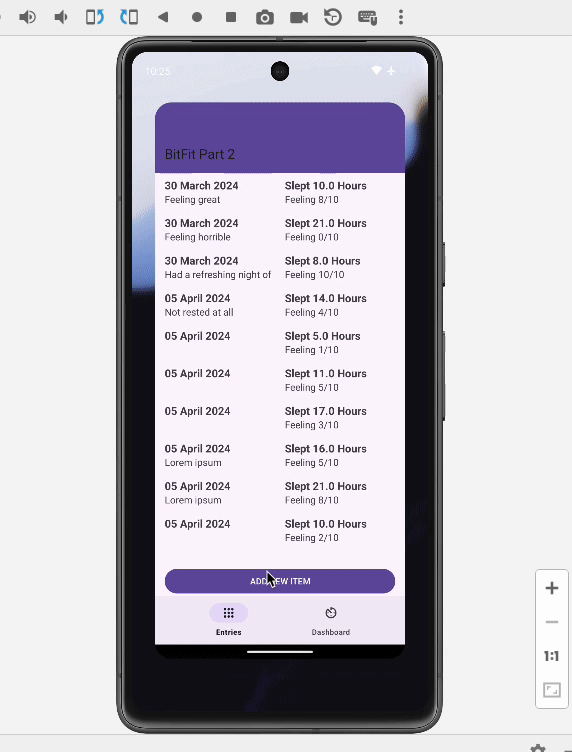 10:25
BitFit Part 2
30 March 2024 Slept 10.0 Hours
Feeling great Feeling 8/10
30 March 2024 Slept 21.0 Hours
Feeling horrible Feeling 0/10
30 March 2024 Slept 8.0 Hours
Had a refreshing night of Feeling 10/10
05 April 2024 Slept 14.0 Hours
Not rested at all Feeling 4/10
05 April 2024 Slept 5.0 Hours
Feeling 1/10
05 April 2024 Slept 11.0 Hours
Feeling 5/10
05 April 2024 Slept 17.0 Hours
Feeling 3/10
05 April 2024 Slept 16.0 Hours
Lorem ipsum Feeling 5/10
05 April 2024 Slept 21.0 Hours
Lorem ipsum Feeling 8/10
05 April 2024 Slept 10.0 Hours
Feeling 2/10
ADD NEW ITEM
Entries Dashboard
1:1